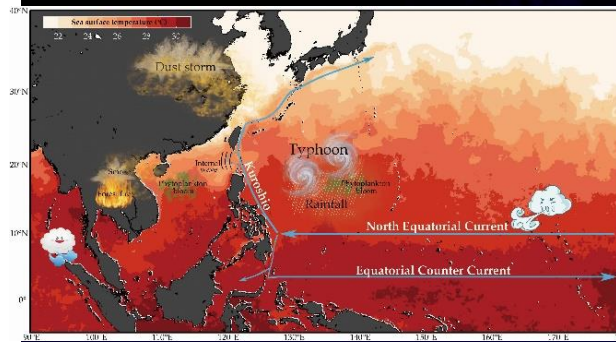 40°N
Sea surface temperature (°C)
22 24 26 28 30
Dust storm
30°
Typhoon
20°
Smog
Forest fire
Phytoplankton
bloom
Internal
waves
Kuroshio
Phytoplankton
bloom
Rainfall
North Equatorial Current
10°
Equatorial Counter Current
0°
90°E 100°E 110°E 120°E 130°E 140°E 150°E 160°E 170°E